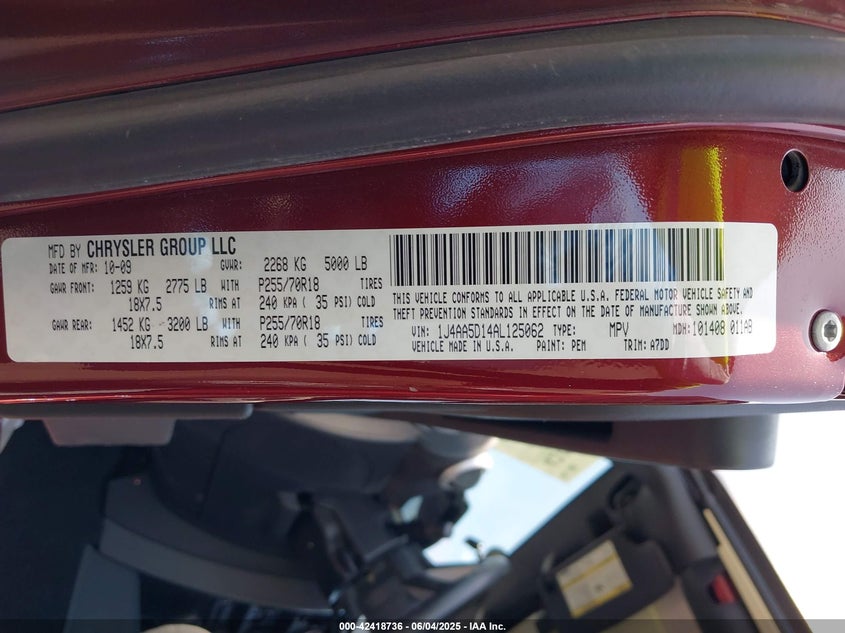 MFD BY CHRYSLER GROUP LLC
DATE OF MFR: 10-09 GVWR: 2268 KG 5000 LB
GAWR FRONT: 1259 KG 2775 LB WITH P255/70R18 TIRES
18X7.5 RIMS AT 240 KPA ( 35 PSI) COLD
GAWR REAR: 1452 KG 3200 LB WITH P255/70R18 TIRES
18X7.5 RIMS AT 240 KPA ( 35 PSI) COLD
THIS VEHICLE CONFORMS TO ALL APPLICABLE U.S.A. FEDERAL MOTOR VEHICLE SAFETY AND
THEFT PREVENTION STANDARDS IN EFFECT ON THE DATE OF MANUFACTURE SHOWN ABOVE.
VIN: 1J4AA5D14AL125062 TYPE: MPV MDH: 101408 011AB
VEHICLE MADE IN U.S.A. PAINT: PEM TRIM: A7DD
000-42418736 - 06/04/2025 - IAA Inc.